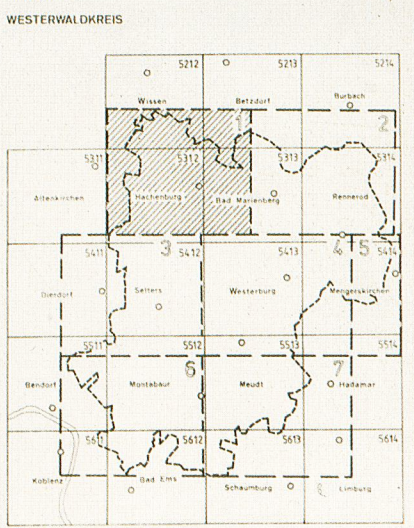 WESTERWALDKREIS
5212 5213 5214
Wissen Betzdorf Burbach
1 2
5311 5312 5313 5314
Altenkirchen Hachenburg Bad Marienberg Rennerod
3 4 5
5411 5412 5413 5414
Dierdorf Selters Westerburg Mengerskirchen
5511 5512 5513 5514
6 7
Bendorf Montabaur Meudt Hadamar
5611 5612 5613 5614
Koblenz Bad Ems Schaumburg Limburg